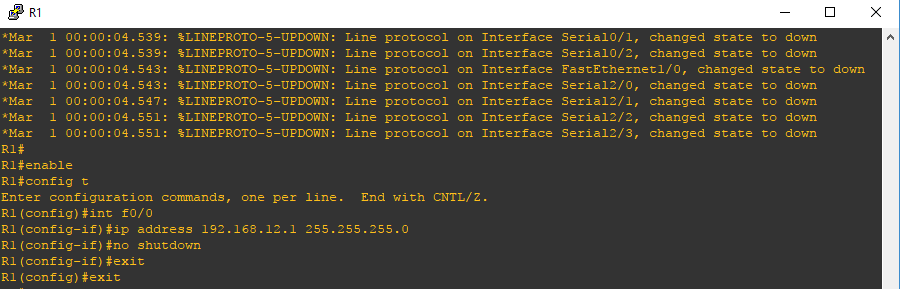 R1
*Mar  1 00:00:04.539: %LINEPROTO-5-UPDOWN: Line protocol on Interface Serial0/1, changed state to down
*Mar  1 00:00:04.539: %LINEPROTO-5-UPDOWN: Line protocol on Interface Serial0/2, changed state to down
*Mar  1 00:00:04.543: %LINEPROTO-5-UPDOWN: Line protocol on Interface FastEthernet1/0, changed state to down
*Mar  1 00:00:04.543: %LINEPROTO-5-UPDOWN: Line protocol on Interface Serial2/0, changed state to down
*Mar  1 00:00:04.547: %LINEPROTO-5-UPDOWN: Line protocol on Interface Serial2/1, changed state to down
*Mar  1 00:00:04.551: %LINEPROTO-5-UPDOWN: Line protocol on Interface Serial2/2, changed state to down
*Mar  1 00:00:04.551: %LINEPROTO-5-UPDOWN: Line protocol on Interface Serial2/3, changed state to down
R1#
R1#enable
R1#config t
Enter configuration commands, one per line.  End with CNTL/Z.
R1(config)#int f0/0
R1(config-if)#ip address 192.168.12.1 255.255.255.0
R1(config-if)#no shutdown
R1(config-if)#exit
R1(config)#exit